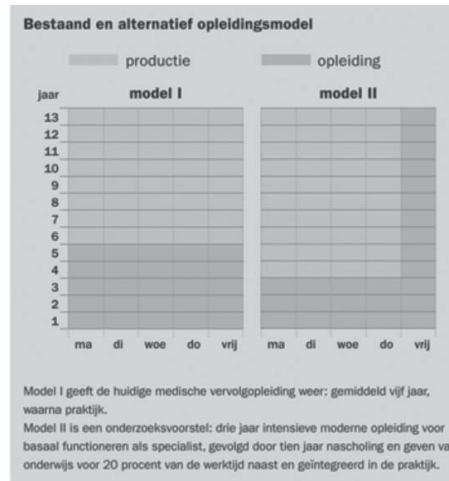 Bestaand en alternatief opleidingsmodel
productie opleiding
jaar model I model II
13
12
11
10
9
8
7
6
5
4
3
2
1
ma di woe do vrij ma di woe do vrij
Model I geeft de huidige medische vervolgopleiding weer: gemiddeld vijf jaar,
waarna praktijk.
Model II is een onderzoeksvoorstel: drie jaar intensieve moderne opleiding voor
basaal functioneren als specialist, gevolgd door tien jaar nascholing en geven va
onderwijs voor 20 procent van de werktijd naast en geïntegreerd in de praktijk.